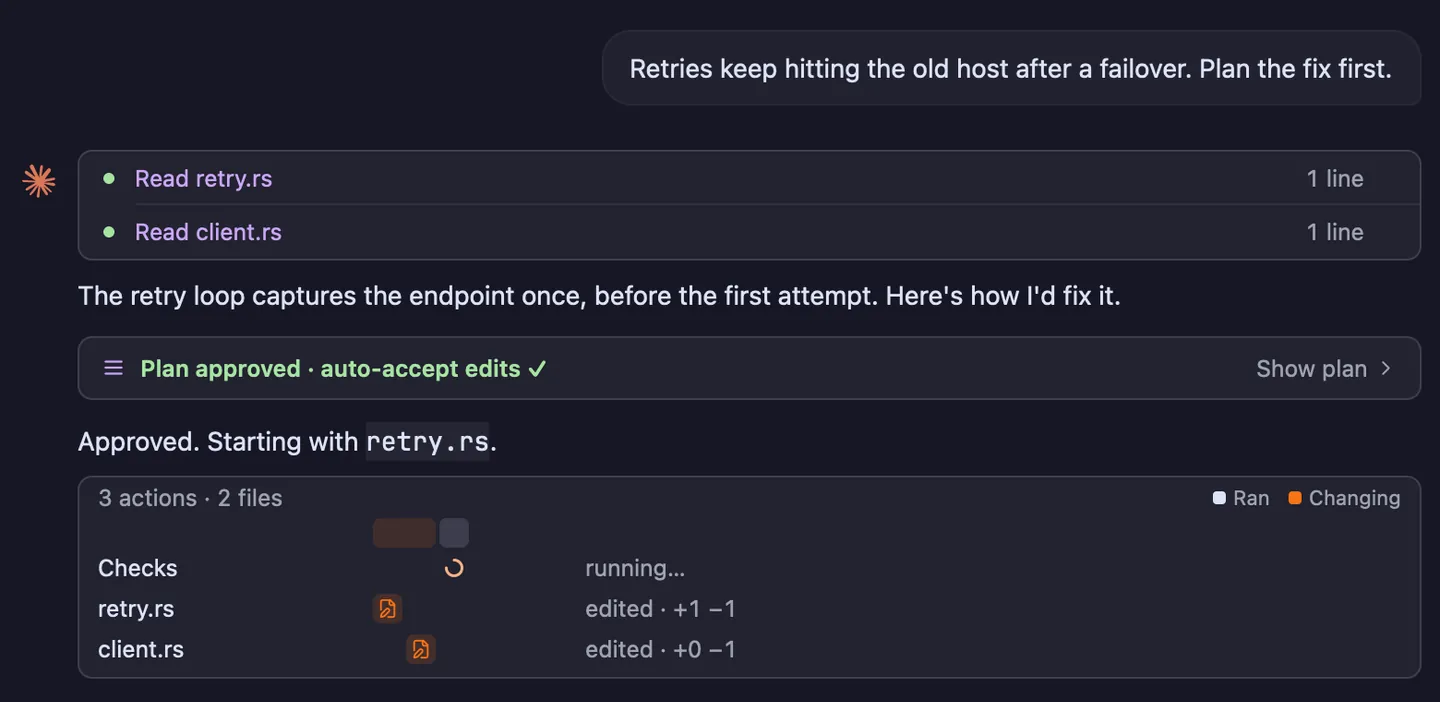 Retries keep hitting the old host after a failover. Plan the fix first.
Read retry.rs 1 line
Read client.rs 1 line
The retry loop captures the endpoint once, before the first attempt. Here's how I'd fix it.
Plan approved · auto-accept edits ✓ Show plan >
Approved. Starting with retry.rs.
3 actions · 2 files Ran Changing
Checks running...
retry.rs edited · +1 −1
client.rs edited · +0 −1